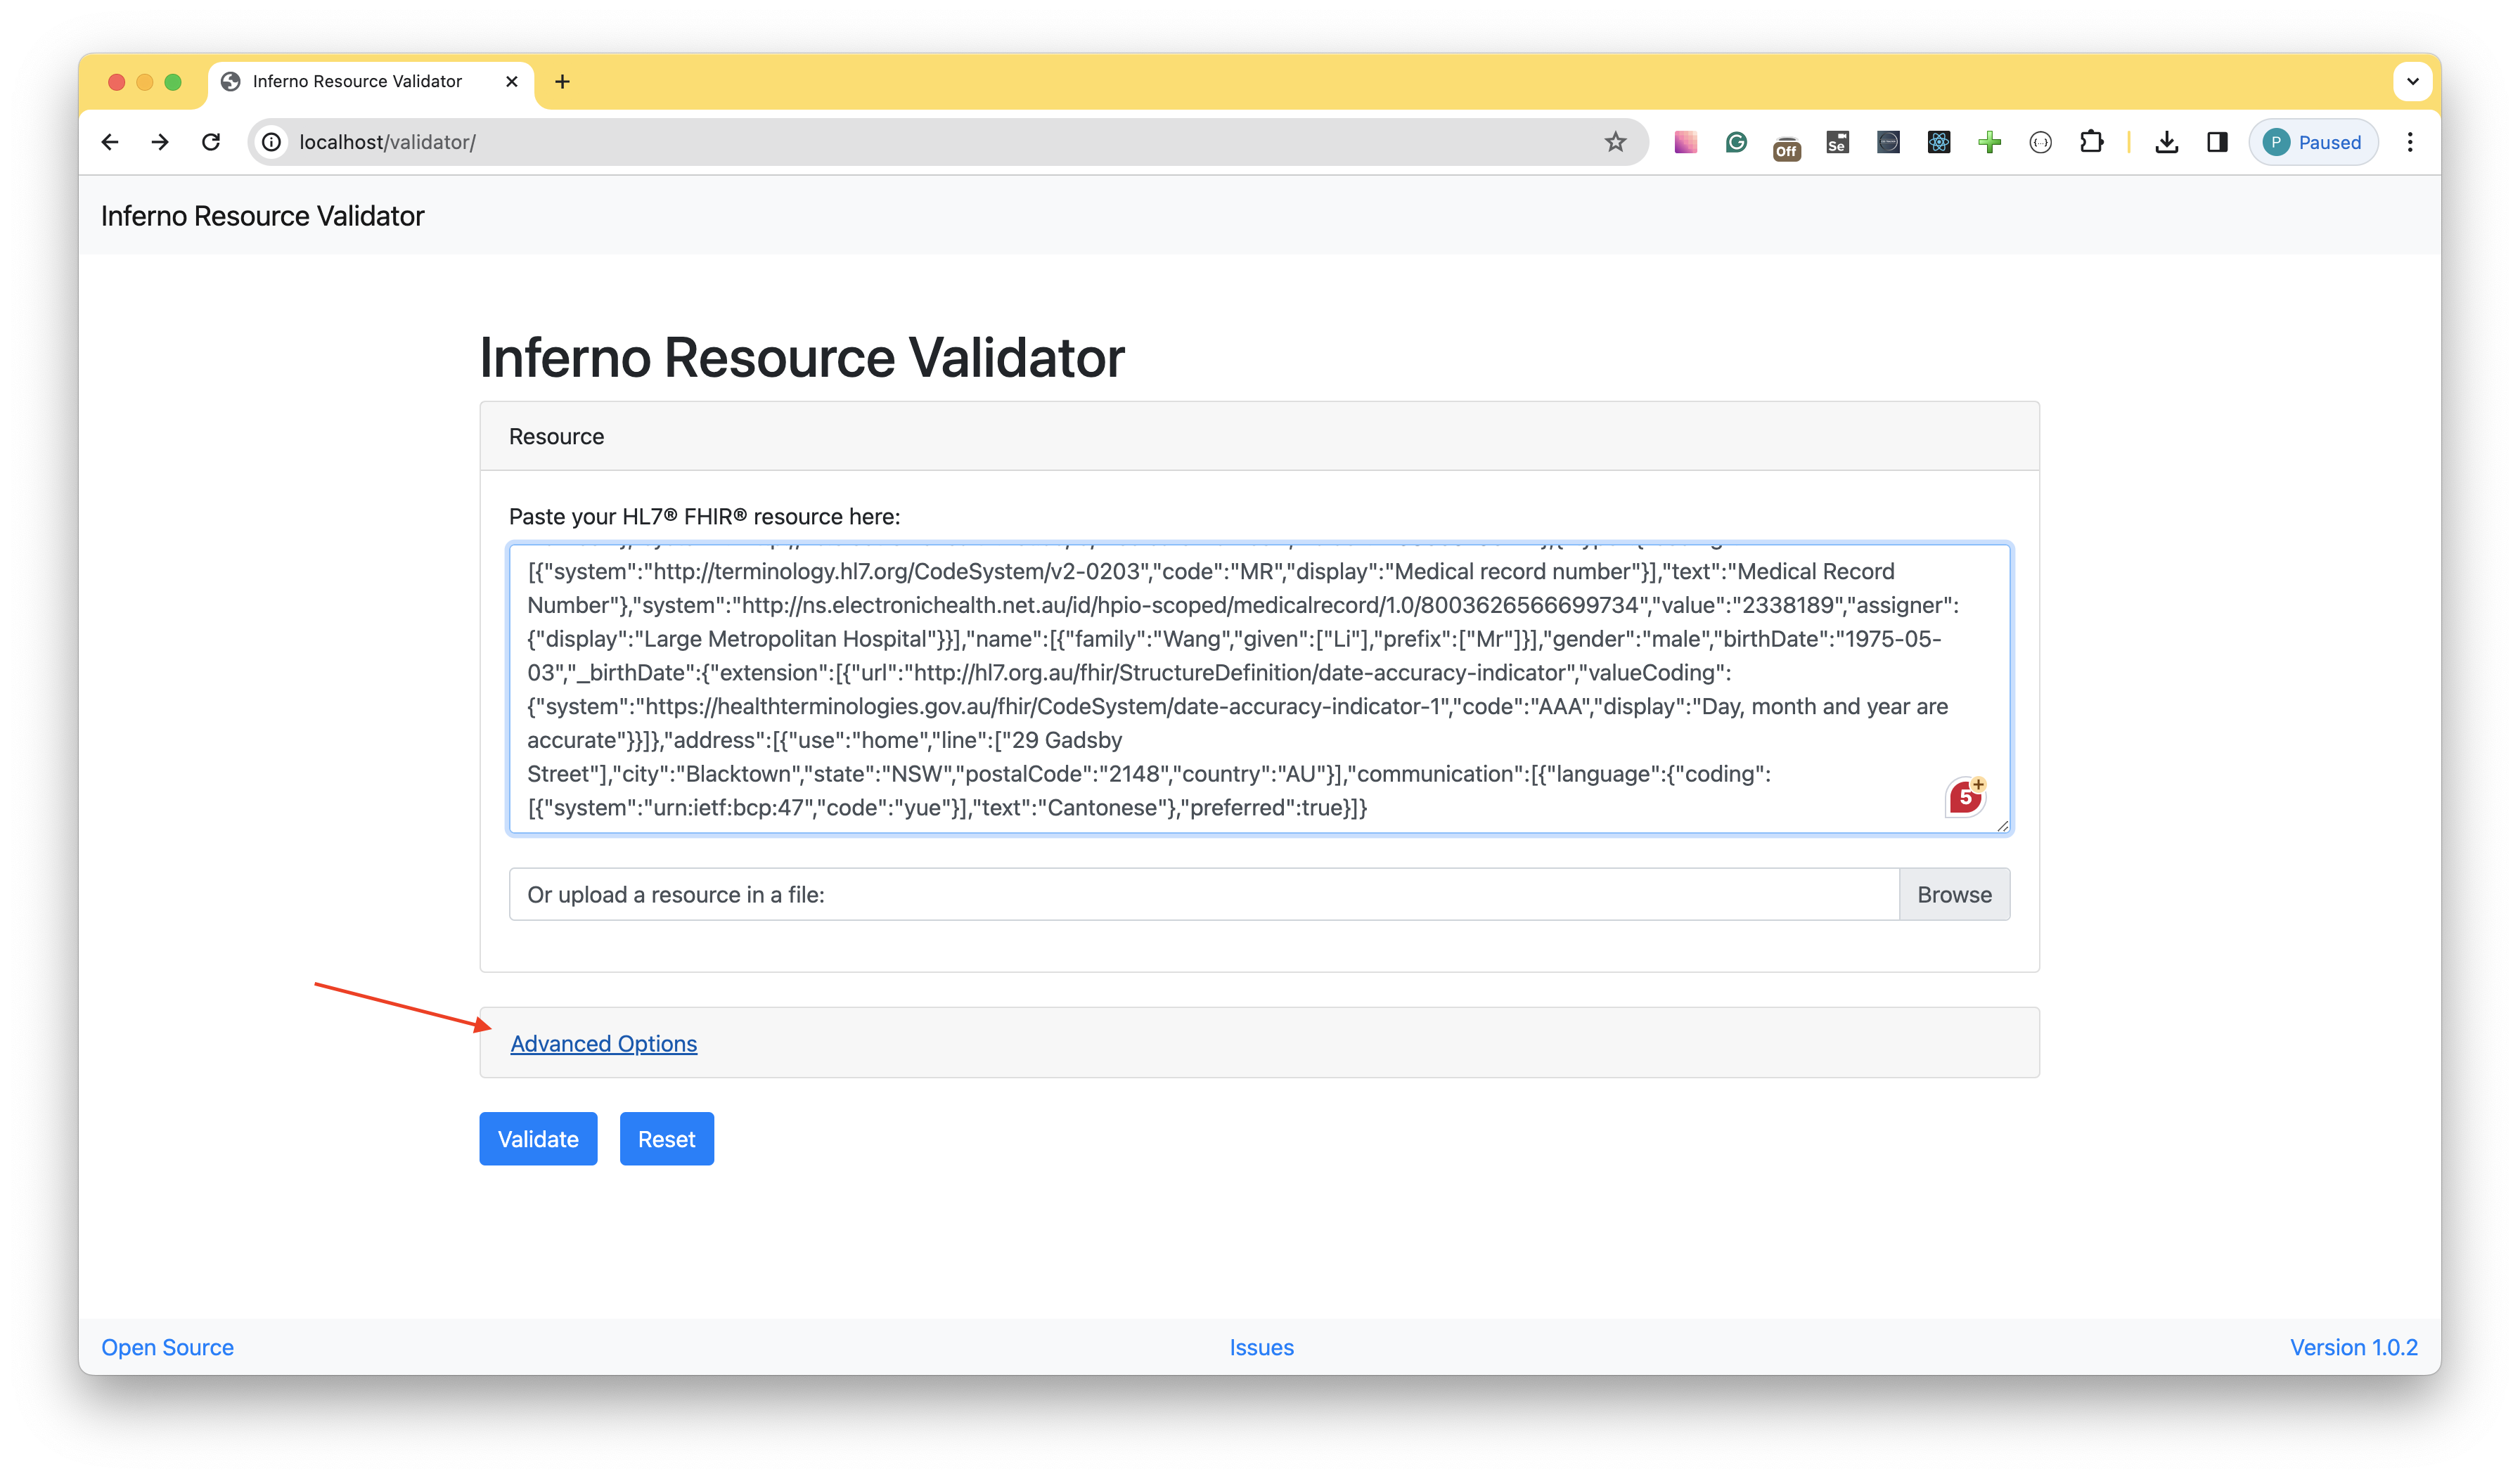 Inferno Resource Validator
localhost/validator/
Off
Se
P Paused
Inferno Resource Validator
Inferno Resource Validator
Resource
Paste your HL7® FHIR® resource here:
[{"system":"http://terminology.hl7.org/CodeSystem/v2-0203","code":"MR","display":"Medical record number"}],"text":"Medical Record
Number"},"system":"http://ns.electronichealth.net.au/id/hpio-scoped/medicalrecord/1.0/8003626566699734","value":"2338189","assigner":
{"display":"Large Metropolitan Hospital"}}],"name":[{"family":"Wang","given":["Li"],"prefix":["Mr"]}],"gender":"male","birthDate":"1975-05-
03","_birthDate":{"extension":[{"url":"http://hl7.org.au/fhir/StructureDefinition/date-accuracy-indicator","valueCoding":
{"system":"https://healthterminologies.gov.au/fhir/CodeSystem/date-accuracy-indicator-1","code":"AAA","display":"Day, month and year are
accurate"}}]},"address":[{"use":"home","line":["29 Gadsby
Street"],"city":"Blacktown","state":"NSW","postalCode":"2148","country":"AU"}],"communication":[{"language":{"coding":
[{"system":"urn:ietf:bcp:47","code":"yue"}],"text":"Cantonese"},"preferred":true}]}
5
Or upload a resource in a file:
Browse
Advanced Options
Validate
Reset
Open Source
Issues
Version 1.0.2